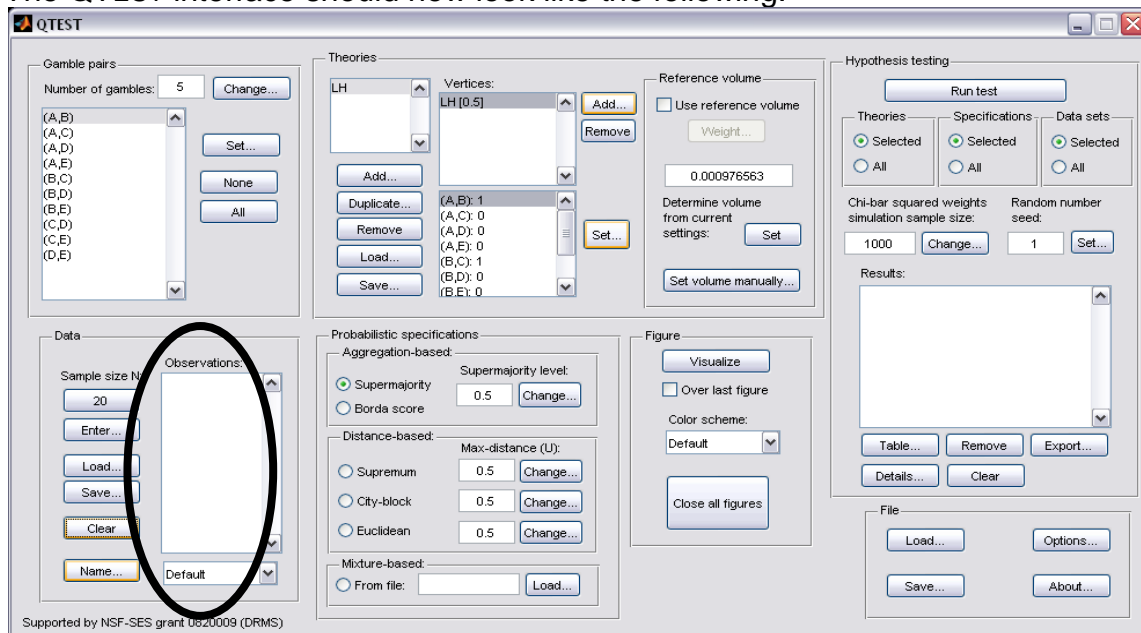 The QTEST interface should now look like the following:
QTEST
Gamble pairs
Number of gambles: 5 Change...
(A,B)
(A,C)
(A,D)
(A,E)
(B,C)
(B,D)
(B,E)
(C,D)
(C,E)
(D,E)
Set...
None
All
Theories
LH
Add...
Duplicate...
Remove
Load...
Save...
Vertices:
LH [0.5]
Add...
Remove
(A,B): 1
(A,C): 0
(A,D): 0
(A,E): 0
(B,C): 1
(B,D): 0
(B,E): 0
Set...
Reference volume
Use reference volume
Weight...
0.000976563
Determine volume
from current
settings: Set
Set volume manually...
Hypothesis testing
Run test
Theories
Selected
All
Specifications
Selected
All
Data sets
Selected
All
Chi-bar squared weights
simulation sample size:
1000 Change...
Random number
seed:
1 Set...
Results:
Table... Remove Export...
Details... Clear
Data
Sample size N:
20
Enter...
Load...
Save...
Clear
Name...
Observations:
Default
Probabilistic specifications
Aggregation-based:
Supermajority
Borda score
Supermajority level:
0.5 Change...
Distance-based:
Max-distance (U):
Supremum 0.5 Change...
City-block 0.5 Change...
Euclidean 0.5 Change...
Mixture-based:
From file: Load...
Figure
Visualize
Over last figure
Color scheme:
Default
Close all figures
File
Load... Options...
Save... About...
Supported by NSF-SES grant 0820009 (DRMS)